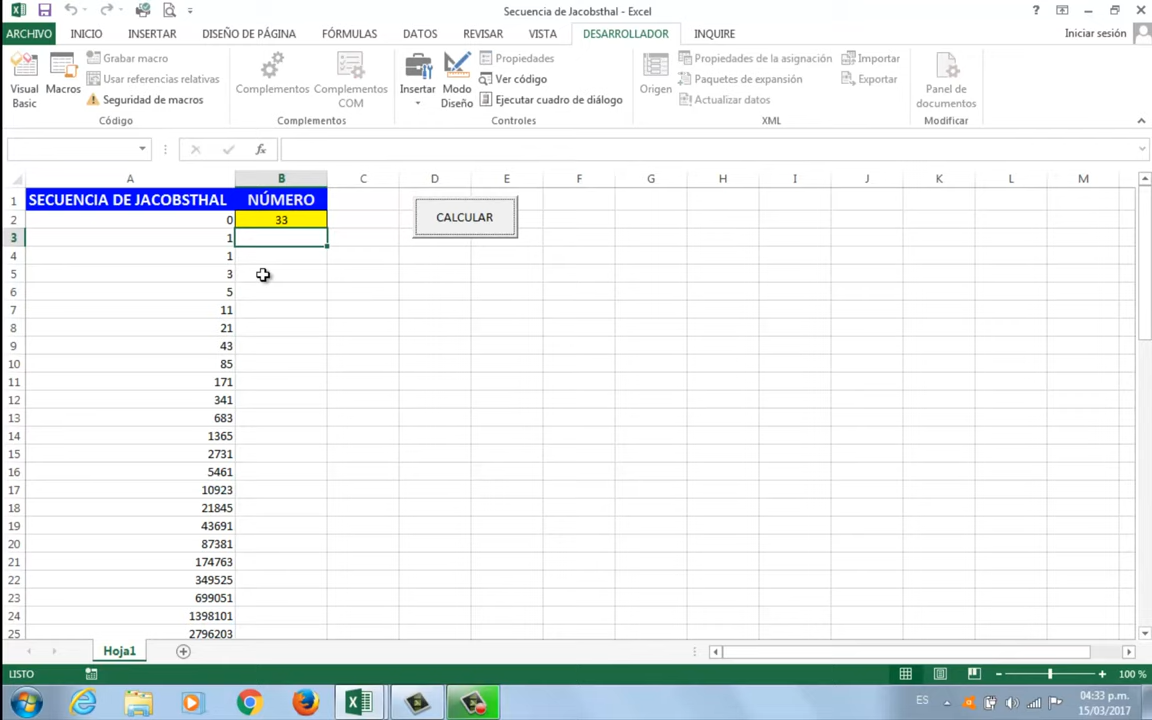 Secuencia de Jacobsthal - Excel
?
ARCHIVO INICIO INSERTAR DISEÑO DE PÁGINA FÓRMULAS DATOS REVISAR VISTA DESARROLLADOR INQUIRE Iniciar sesión
Visual Basic
Macros
Grabar macro
Usar referencias relativas
Seguridad de macros
Código
Complementos
Complementos COM
Complementos
Insertar
Modo Diseño
Propiedades
Ver código
Ejecutar cuadro de diálogo
Controles
Origen
Propiedades de la asignación
Paquetes de expansión
Actualizar datos
Importar
Exportar
XML
Panel de documentos
Modificar
fx
A B C D E F G H I J K L M
1 SECUENCIA DE JACOBSTHAL NÚMERO
2 0 33 CALCULAR
3 1
4 1
5 3
6 5
7 11
8 21
9 43
10 85
11 171
12 341
13 683
14 1365
15 2731
16 5461
17 10923
18 21845
19 43691
20 87381
21 174763
22 349525
23 699051
24 1398101
25 2796203
Hoja1
LISTO
100 %
ES
04:33 p.m.
15/03/2017